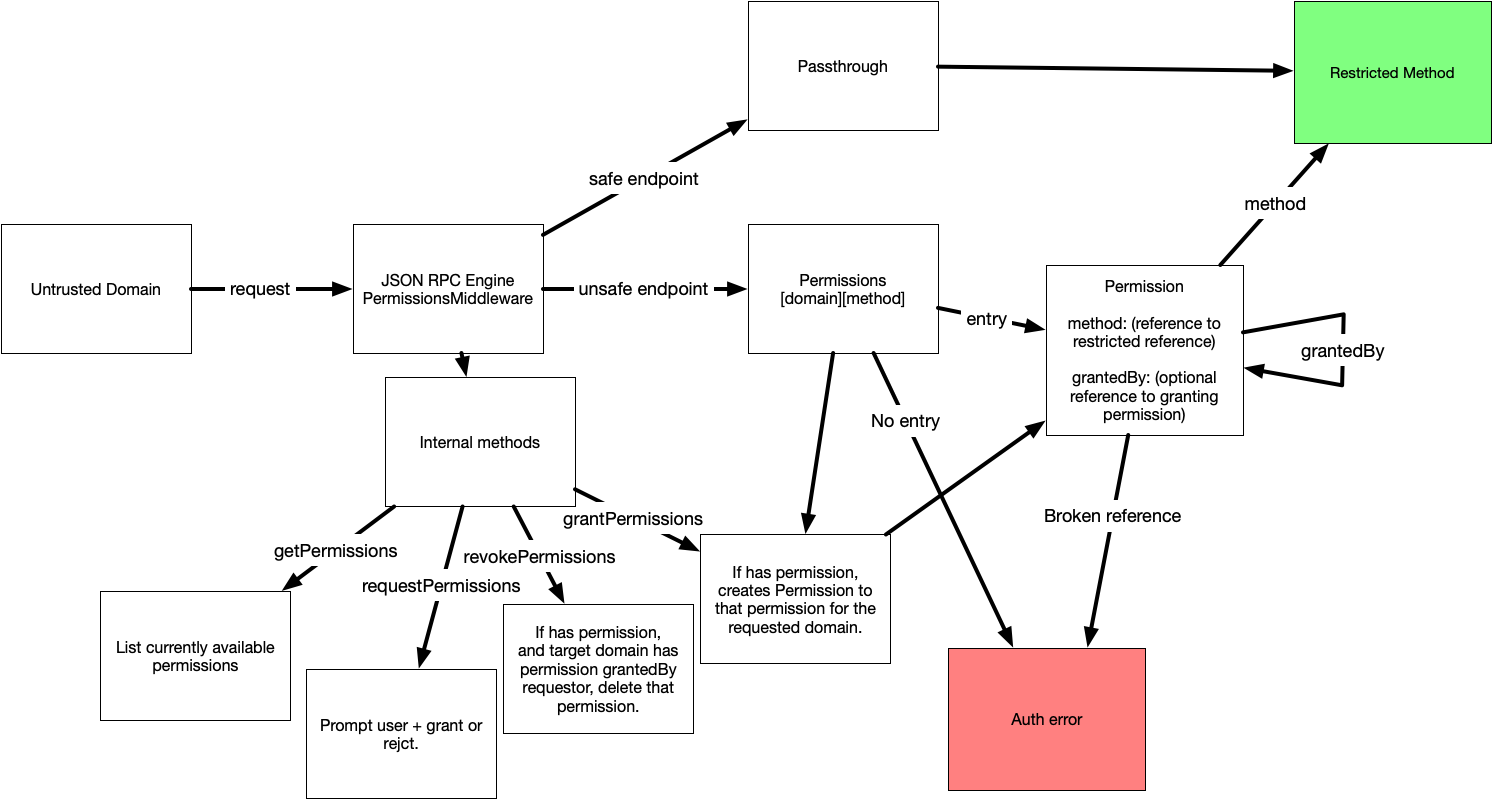 Passthrough
Restricted Method
safe endpoint
method
Untrusted Domain
request
JSON RPC Engine
PermissionsMiddleware
unsafe endpoint
Permissions
[domain][method]
entry
Permission
method: (reference to
restricted reference)
grantedBy: (optional
reference to granting
permission)
grantedBy
No entry
Internal methods
Broken reference
getPermissions
requestPermissions
revokePermissions
grantPermissions
List currently available
permissions
Prompt user + grant or
rejct.
If has permission,
and target domain has
permission grantedBy
requestor, delete that
permission.
If has permission,
creates Permission to
that permission for the
requested domain.
Auth error